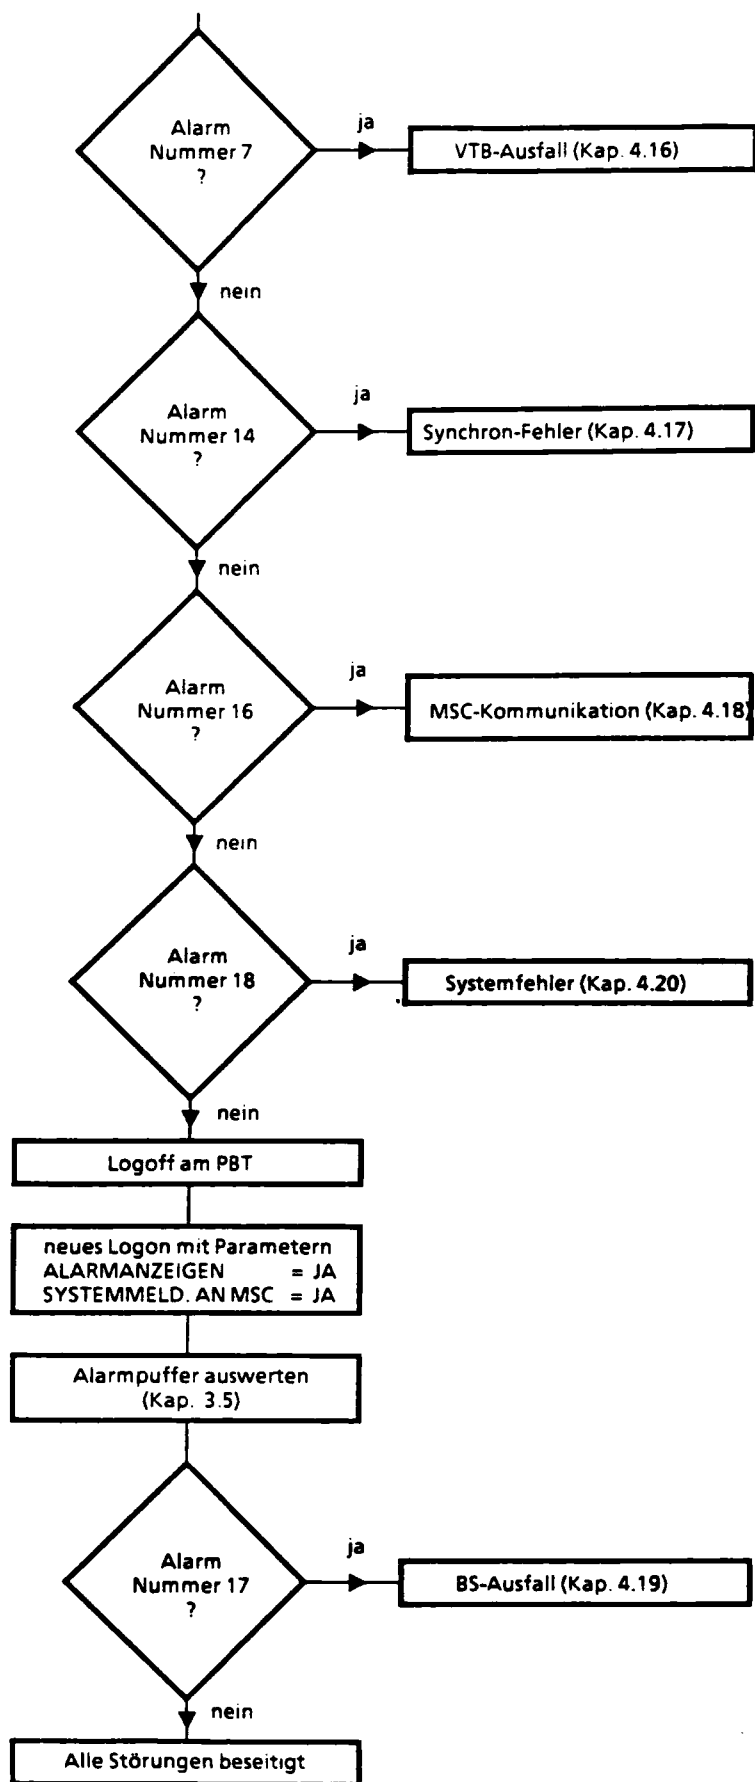 Alarm
Nummer 7
?
ja
VTB-Ausfall (Kap. 4.16)
nein
Alarm
Nummer 14
?
ja
Synchron-Fehler (Kap. 4.17)
nein
Alarm
Nummer 16
?
ja
MSC-Kommunikation (Kap. 4.18)
nein
Alarm
Nummer 18
?
ja
Systemfehler (Kap. 4.20)
nein
Logoff am PBT
neues Logon mit Parametern
ALARMANZEIGEN = JA
SYSTEMMELD. AN MSC = JA
Alarmpuffer auswerten
(Kap. 3.5)
Alarm
Nummer 17
?
ja
BS-Ausfall (Kap. 4.19)
nein
Alle Störungen beseitigt